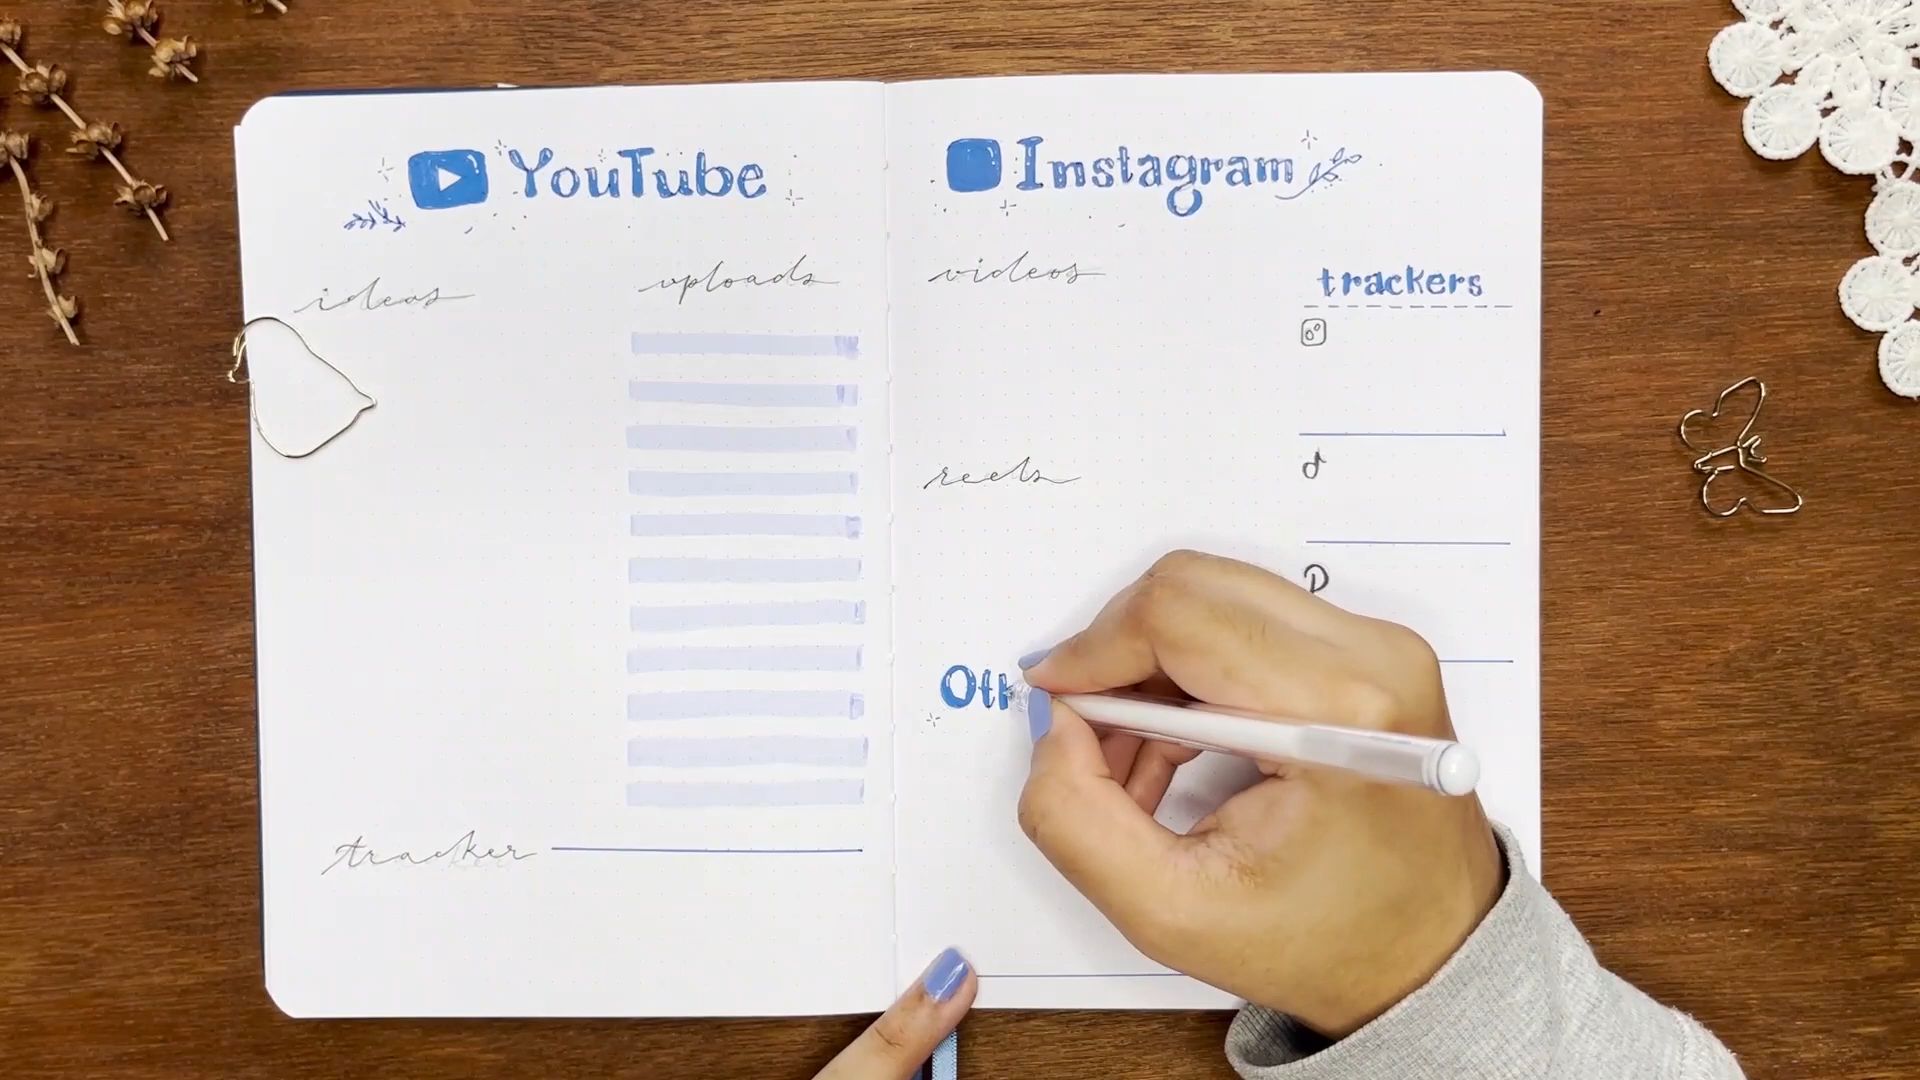 YouTube
ideas
uploads
tracker
Instagram
videos
trackers
reels
P
Oth